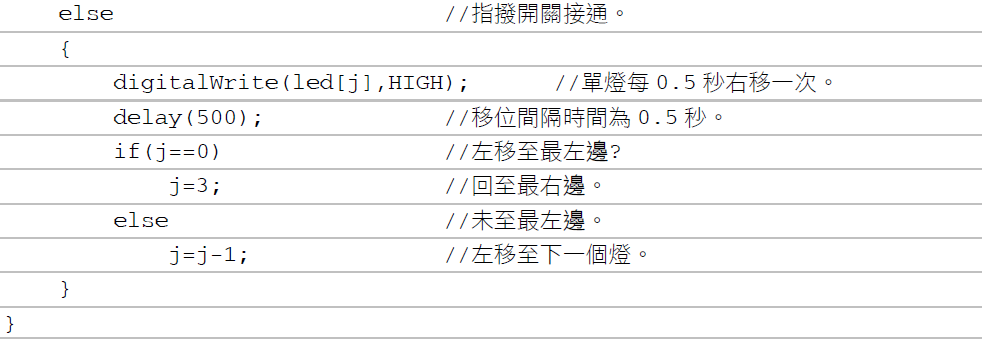 else //指撥開關接通。
{
digitalWrite(led[j],HIGH); //單燈每 0.5 秒右移一次。
delay(500); //移位間隔時間為 0.5 秒。
if(j==0) //左移至最左邊?
j=3; //回至最右邊。
else //未至最左邊。
j=j-1; //左移至下一個燈。
}
}